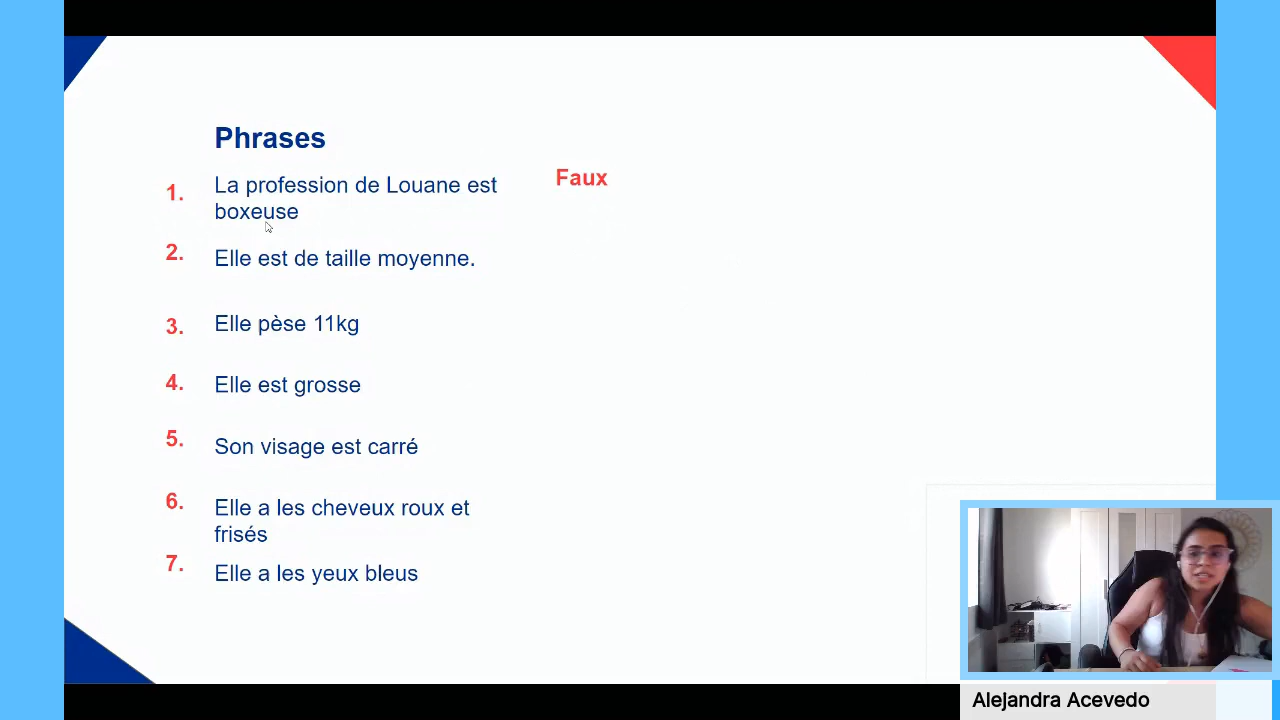 Phrases
1. La profession de Louane est
boxeuse
Faux
2. Elle est de taille moyenne.
3. Elle pèse 11kg
4. Elle est grosse
5. Son visage est carré
6. Elle a les cheveux roux et
frisés
7. Elle a les yeux bleus
Alejandra Acevedo